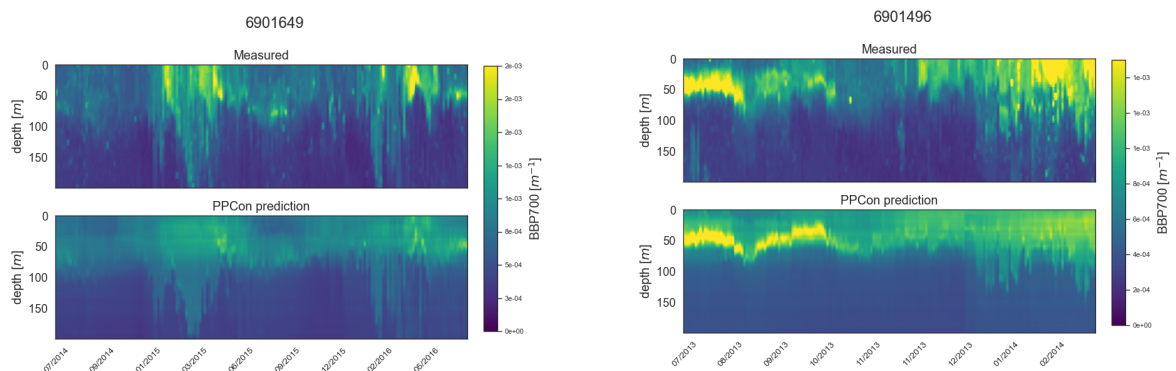 6901649
Measured
0
50
100
150
depth [m]
PPCon prediction
0
50
100
150
depth [m]
07/2014
09/2014
01/2015
03/2015
06/2015
09/2015
12/2015
02/2016
05/2016
2e-03
2e-03
2e-03
1e-03
1e-03
8e-04
5e-04
3e-04
0e+00
BBP700 [m⁻¹]
6901496
Measured
0
50
100
150
depth [m]
PPCon prediction
0
50
100
150
depth [m]
07/2013
08/2013
09/2013
10/2013
11/2013
11/2013
12/2013
01/2014
02/2014
1e-03
1e-03
1e-03
8e-04
6e-04
4e-04
2e-04
0e+00
BBP700 [m⁻¹]